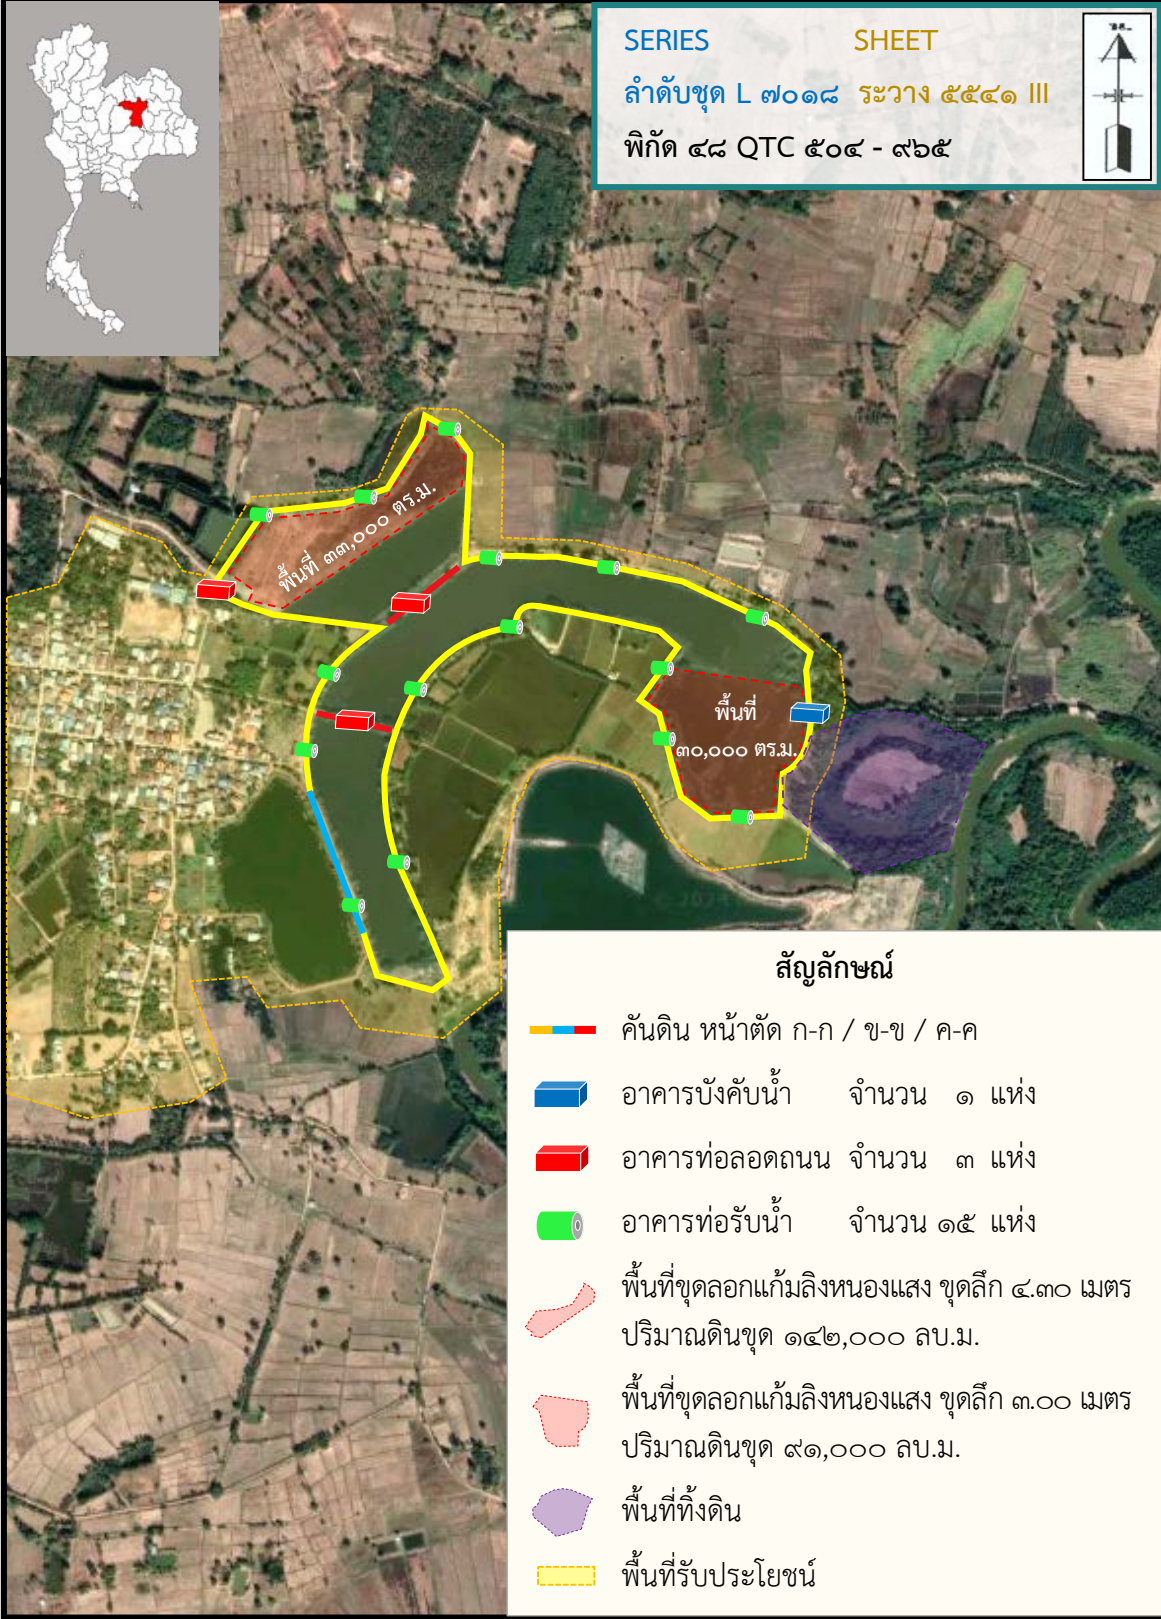 SERIES SHEET
ลำดับชุด L ๗๐๑๘ ระวาง ๕๕๔๑ III
พิกัด ๔๘ QTC ๕๐๔ - ๙๖๕
พื้นที่ ๓๓,๐๐๐ ตร.ม.
พื้นที่
๓๐,๐๐๐ ตร.ม.
สัญลักษณ์
คันดิน หน้าตัด ก-ก / ข-ข / ค-ค
อาคารบังคับน้ำ จำนวน ๑ แห่ง
อาคารท่อลอดถนน จำนวน ๓ แห่ง
อาคารท่อรับน้ำ จำนวน ๑๕ แห่ง
พื้นที่ขุดลอกแก้มลิงหนองแสง ขุดลึก ๔.๓๐ เมตร
ปริมาณดินขุด ๑๔๒,๐๐๐ ลบ.ม.
พื้นที่ขุดลอกแก้มลิงหนองแสง ขุดลึก ๓.๐๐ เมตร
ปริมาณดินขุด ๙๑,๐๐๐ ลบ.ม.
พื้นที่ทิ้งดิน
พื้นที่รับประโยชน์